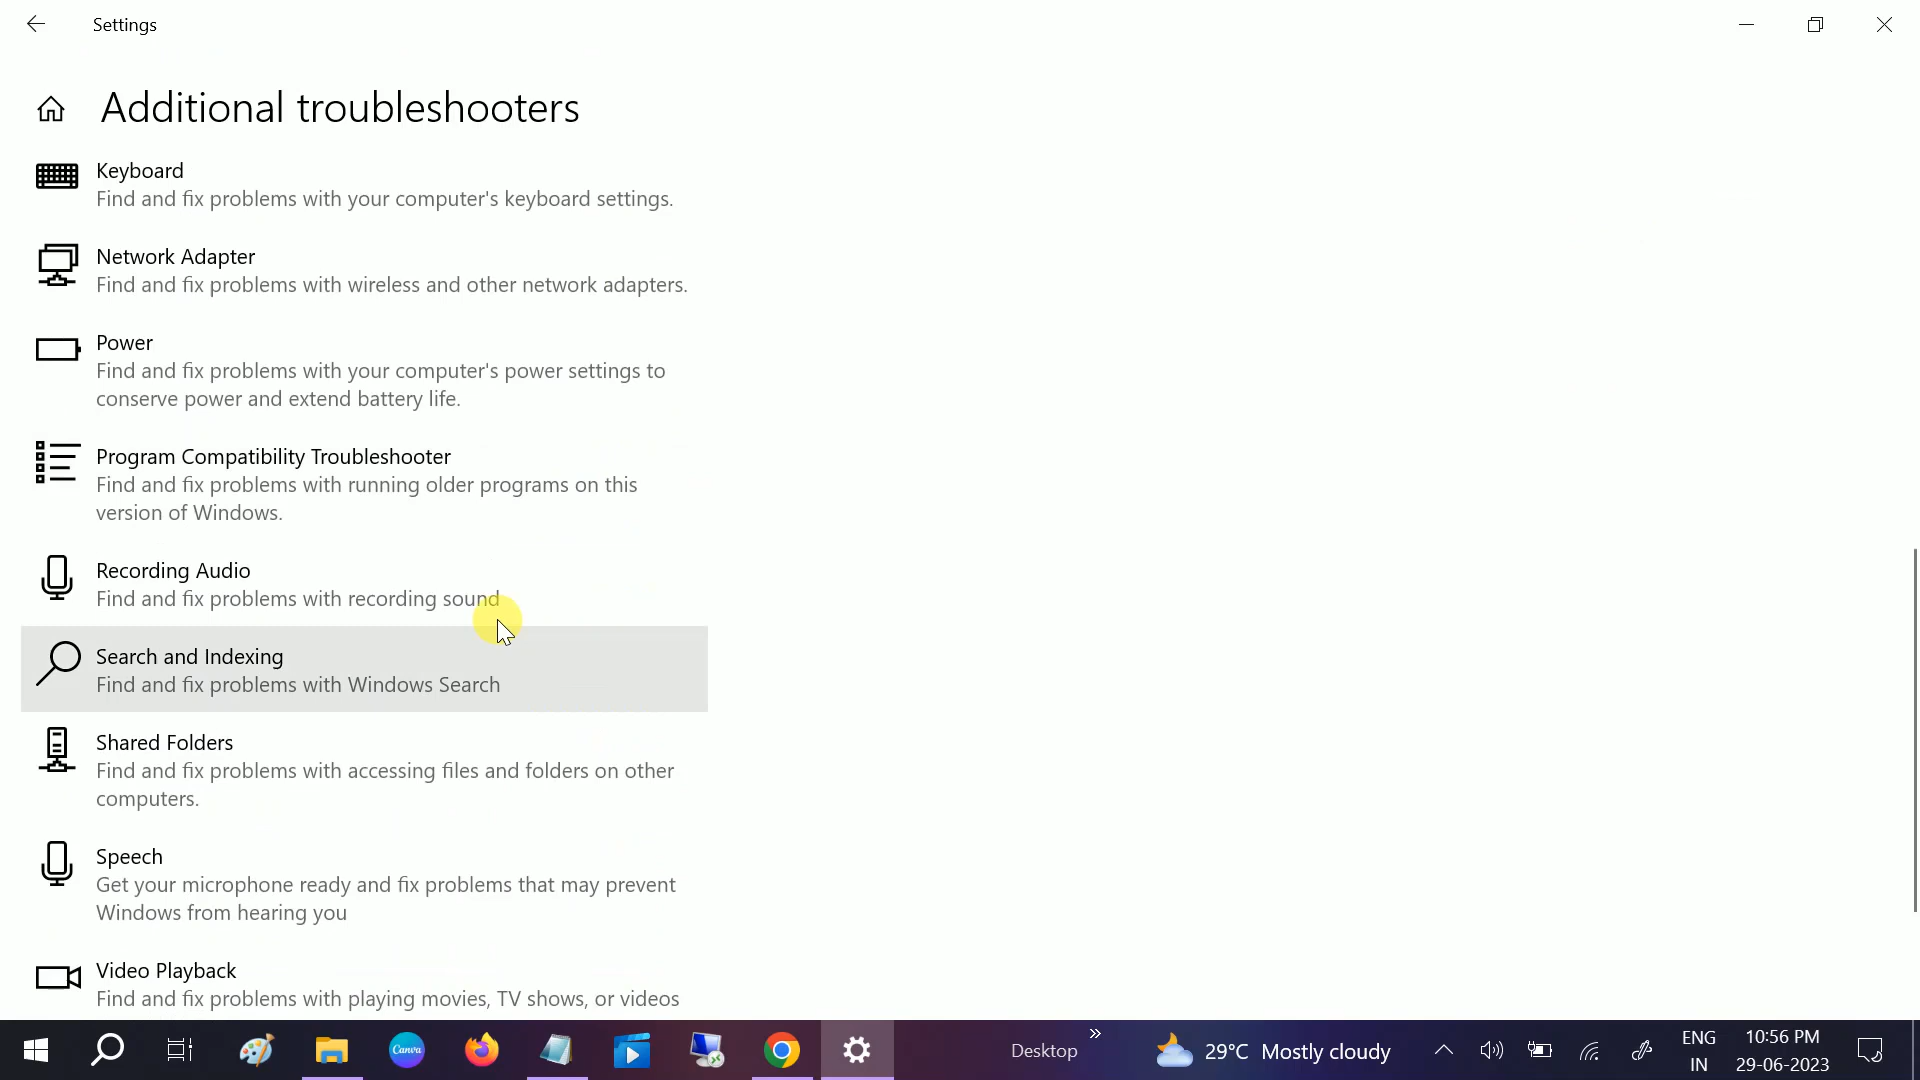 Settings
Additional troubleshooters
Keyboard
Find and fix problems with your computer's keyboard settings.
Network Adapter
Find and fix problems with wireless and other network adapters.
Power
Find and fix problems with your computer's power settings to
conserve power and extend battery life.
Program Compatibility Troubleshooter
Find and fix problems with running older programs on this
version of Windows.
Recording Audio
Find and fix problems with recording sound
Search and Indexing
Find and fix problems with Windows Search
Shared Folders
Find and fix problems with accessing files and folders on other
computers.
Speech
Get your microphone ready and fix problems that may prevent
Windows from hearing you
Video Playback
Find and fix problems with playing movies, TV shows, or videos
Canva
Desktop
29°C Mostly cloudy
ENG
IN
10:56 PM
29-06-2023